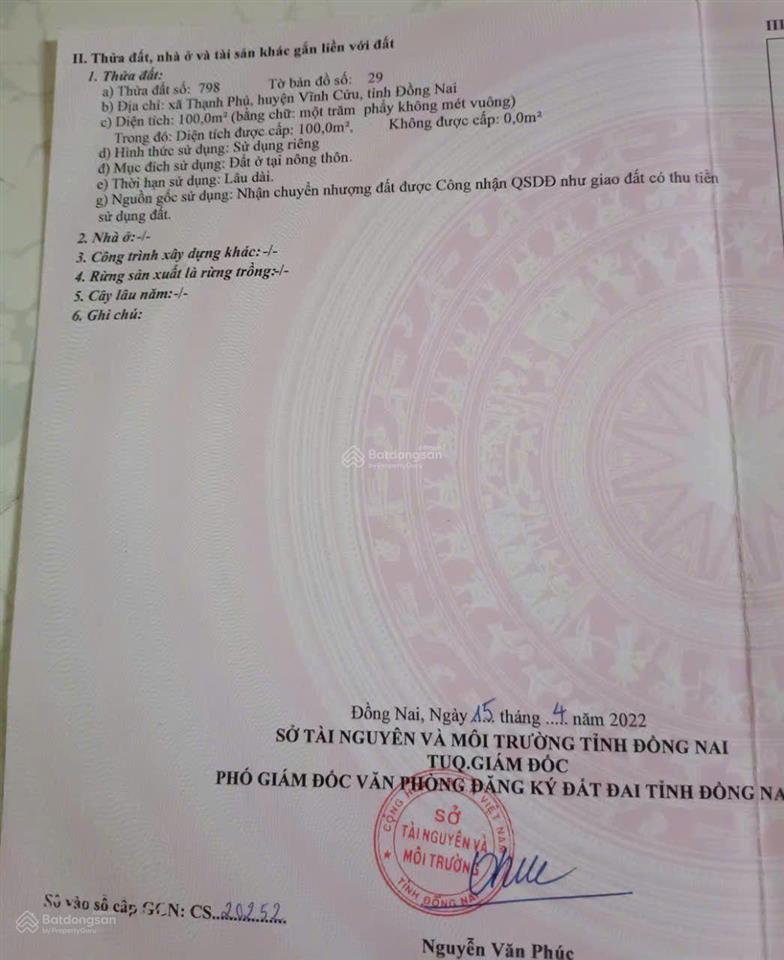 III
II. Thửa đất, nhà ở và tài sản khác gắn liền với đất
1. Thửa đất:
a) Thửa đất số: 798 Tờ bản đồ số: 29
b) Địa chỉ: xã Thạnh Phú, huyện Vĩnh Cửu, tỉnh Đồng Nai
c) Diện tích: 100,0m² (bằng chữ: một trăm phẩy không mét vuông)
Trong đó: Diện tích được cấp: 100,0m², Không được cấp: 0,0m²
d) Hình thức sử dụng: Sử dụng riêng
đ) Mục đích sử dụng: Đất ở tại nông thôn.
e) Thời hạn sử dụng: Lâu dài.
g) Nguồn gốc sử dụng: Nhận chuyển nhượng đất được Công nhận QSDĐ như giao đất có thu tiền
sử dụng đất.
2. Nhà ở:-/-
3. Công trình xây dựng khác:-/-
4. Rừng sản xuất là rừng trồng:-/-
5. Cây lâu năm:-/-
6. Ghi chú:
Batdongsan
by PropertyGuru
Đồng Nai, Ngày 15 tháng 4 năm 2022
SỞ TÀI NGUYÊN VÀ MÔI TRƯỜNG TỈNH ĐỒNG NAI
TUQ.GIÁM ĐỐC
PHÓ GIÁM ĐỐC VĂN PHÒNG ĐĂNG KÝ ĐẤT ĐAI TỈNH ĐỒNG NA
SỞ
TÀI NGUYÊN VÀ
MÔI TRƯỜNG
TỈNH ĐỒNG NAI
Số vào sổ cấp GCN: CS..20252..
Batdongsan
by PropertyGuru
Nguyễn Văn Phúc